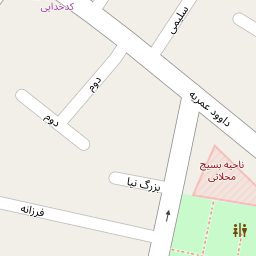 کدخدایی
سلیمی
دوم
داوود عمریه
دوم
ناحیه بسیج
محلاتی
بزرگ نیا
فرزانه